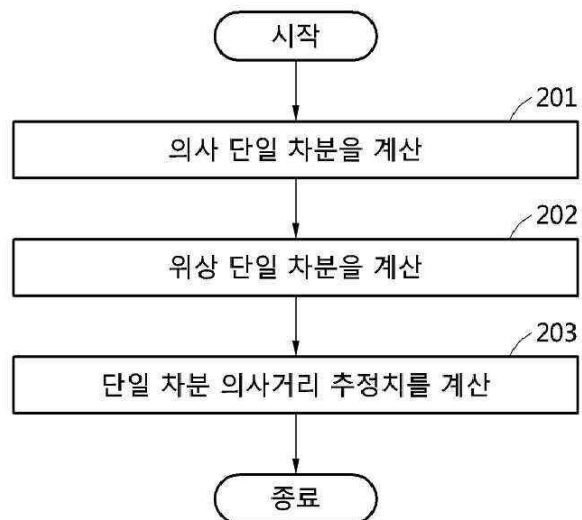 시작
201
의사 단일 차분을 계산
202
위상 단일 차분을 계산
203
단일 차분 의사거리 추정치를 계산
종료